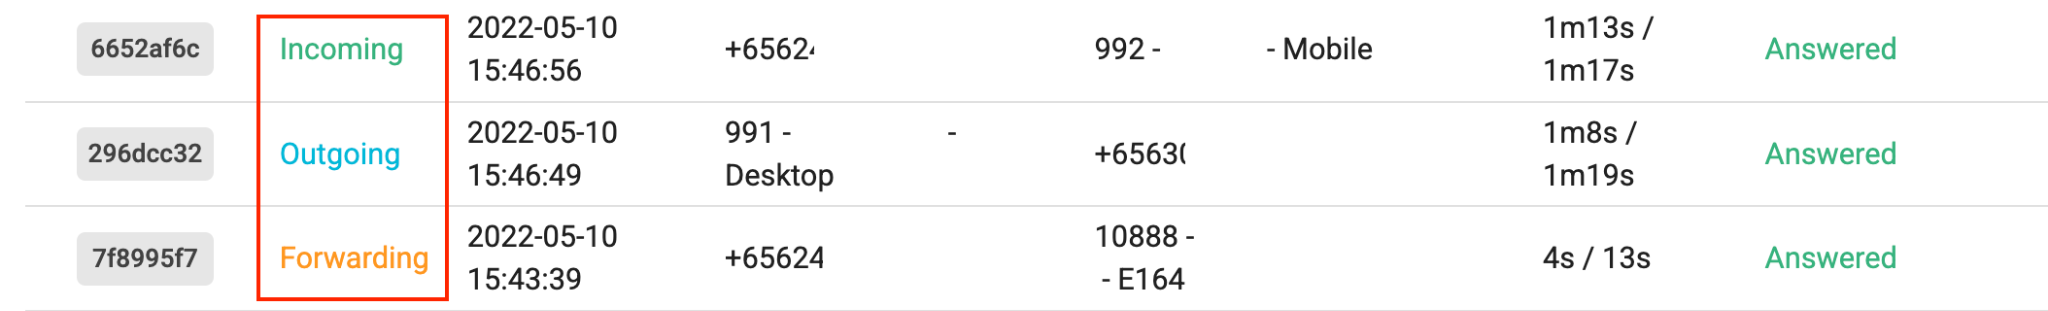 6652af6c Incoming 2022-05-10 15:46:56 +6562 992 - - Mobile 1m13s / 1m17s Answered
296dcc32 Outgoing 2022-05-10 15:46:49 991 - - Desktop +6563 1m8s / 1m19s Answered
7f8995f7 Forwarding 2022-05-10 15:43:39 +65624 10888 - - E164 4s / 13s Answered